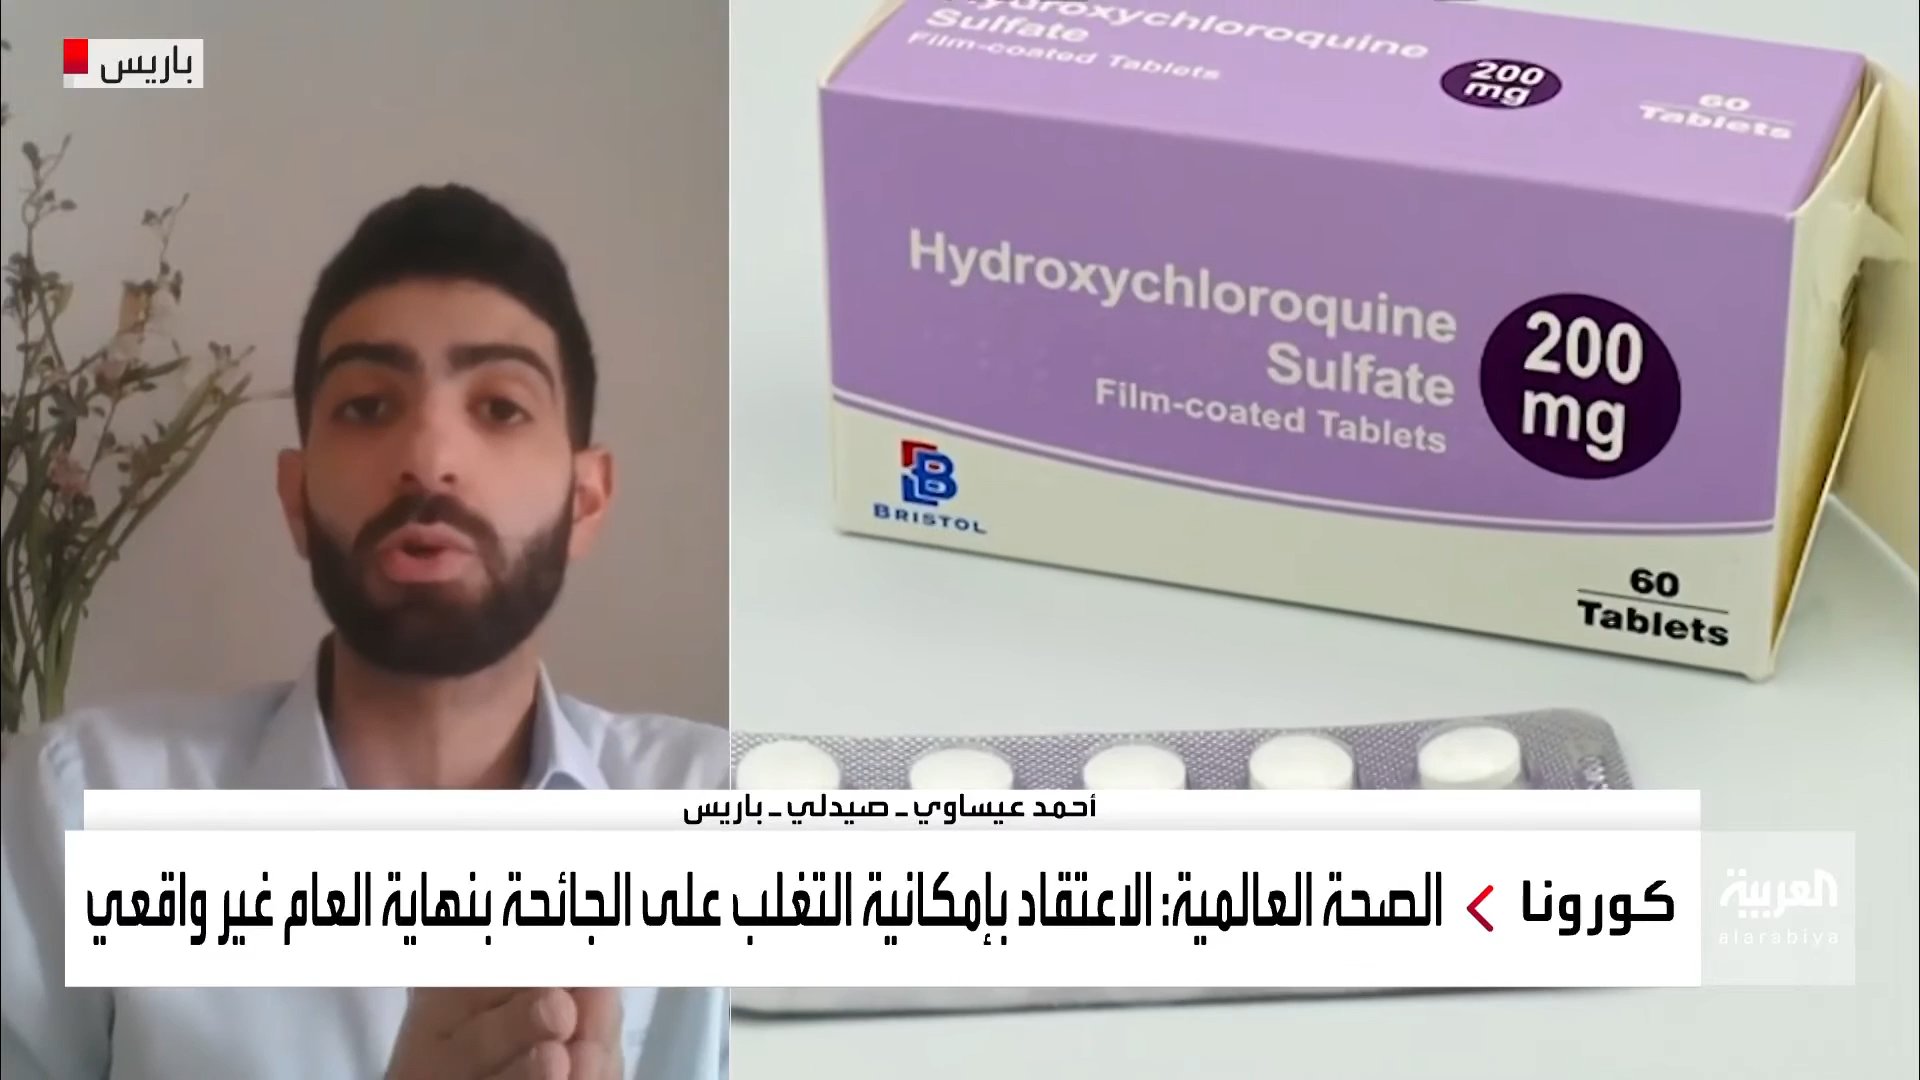 باريس
Hydroxychloroquine
Sulfate
Film-coated Tablets
200
mg
60
Tablets
Hydroxychloroquine
Sulfate
Film-coated Tablets
200
mg
BRISTOL
60
Tablets
أحمد عيساوي - صيدلي - باريس
كورونا > الصحة العالمية: الاعتقاد بإمكانية التغلب على الجائحة بنهاية العام غير واقعي
العربية
alarabiya